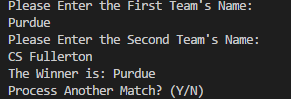 Please Enter the First Team's Name:
Purdue
Please Enter the Second Team's Name:
CS Fullerton
The Winner is: Purdue
Process Another Match? (Y/N)